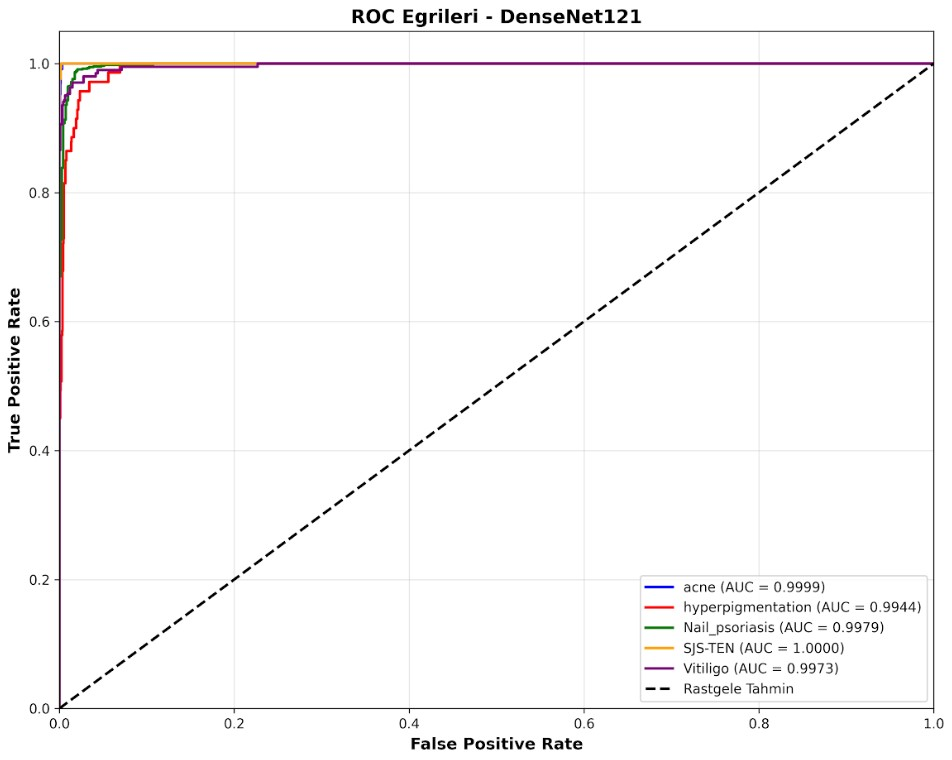 ROC Egrileri - DenseNet121
True Positive Rate
1.0
0.8
0.6
0.4
0.2
0.0
0.0 0.2 0.4 0.6 0.8 1.0
False Positive Rate
acne (AUC = 0.9999)
hyperpigmentation (AUC = 0.9944)
Nail_psoriasis (AUC = 0.9979)
SJS-TEN (AUC = 1.0000)
Vitiligo (AUC = 0.9973)
Rastgele Tahmin